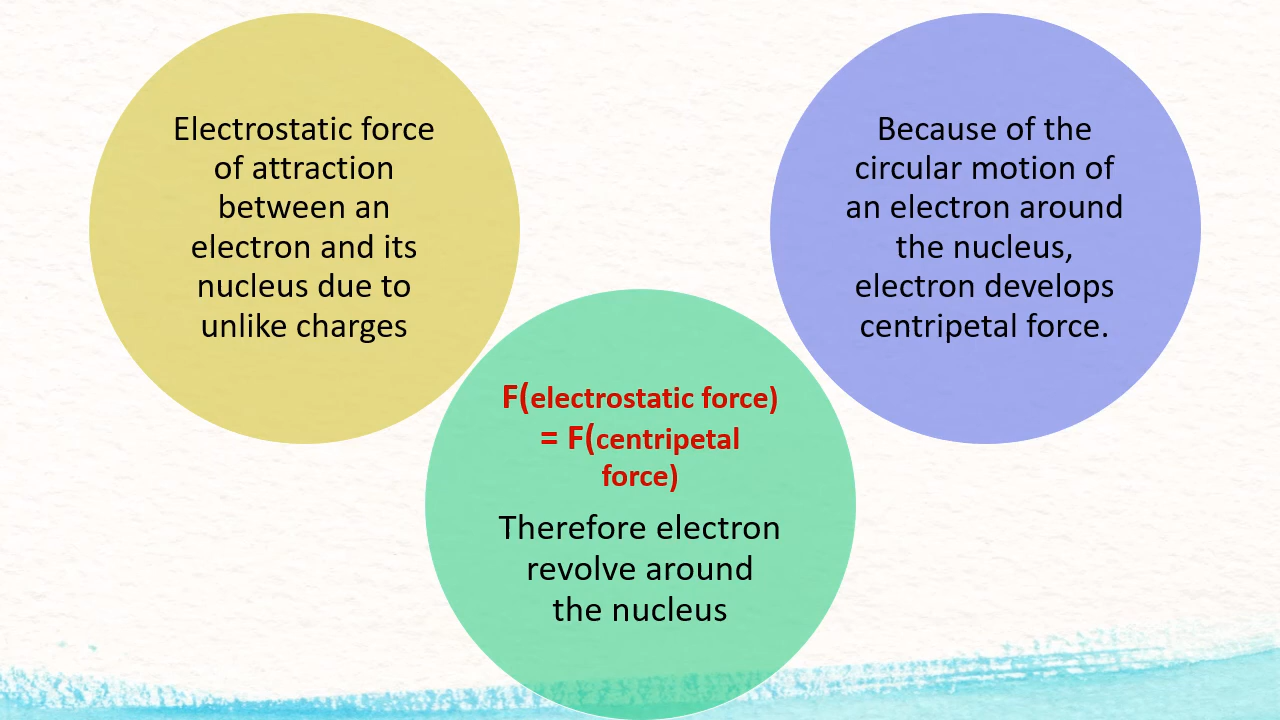 Electrostatic force
of attraction
between an
electron and its
nucleus due to
unlike charges
Because of the
circular motion of
an electron around
the nucleus,
electron develops
centripetal force.
F(electrostatic force)
= F(centripetal
force)
Therefore electron
revolve around
the nucleus